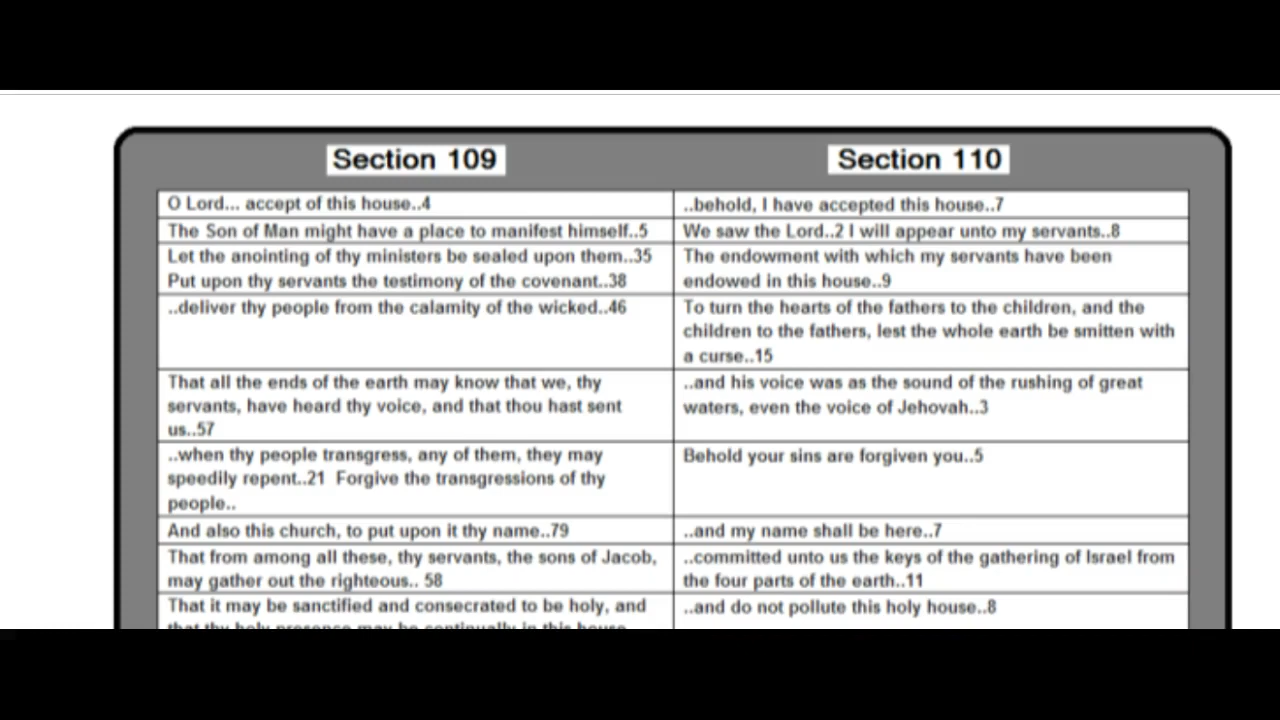 Section 109
Section 110
O Lord... accept of this house..4
..behold, I have accepted this house..7
The Son of Man might have a place to manifest himself..5
We saw the Lord..2 I will appear unto my servants..8
Let the anointing of thy ministers be sealed upon them..35
Put upon thy servants the testimony of the covenant..38
The endowment with which my servants have been
endowed in this house..9
..deliver thy people from the calamity of the wicked..46
To turn the hearts of the fathers to the children, and the
children to the fathers, lest the whole earth be smitten with
a curse..15
That all the ends of the earth may know that we, thy
servants, have heard thy voice, and that thou hast sent
us..57
..and his voice was as the sound of the rushing of great
waters, even the voice of Jehovah..3
..when thy people transgress, any of them, they may
speedily repent..21  Forgive the transgressions of thy
people..
Behold your sins are forgiven you..5
And also this church, to put upon it thy name..79
..and my name shall be here..7
That from among all these, thy servants, the sons of Jacob,
may gather out the righteous.. 58
..committed unto us the keys of the gathering of Israel from
the four parts of the earth..11
That it may be sanctified and consecrated to be holy, and
that thy holy presence may be continually in this house
..and do not pollute this holy house..8